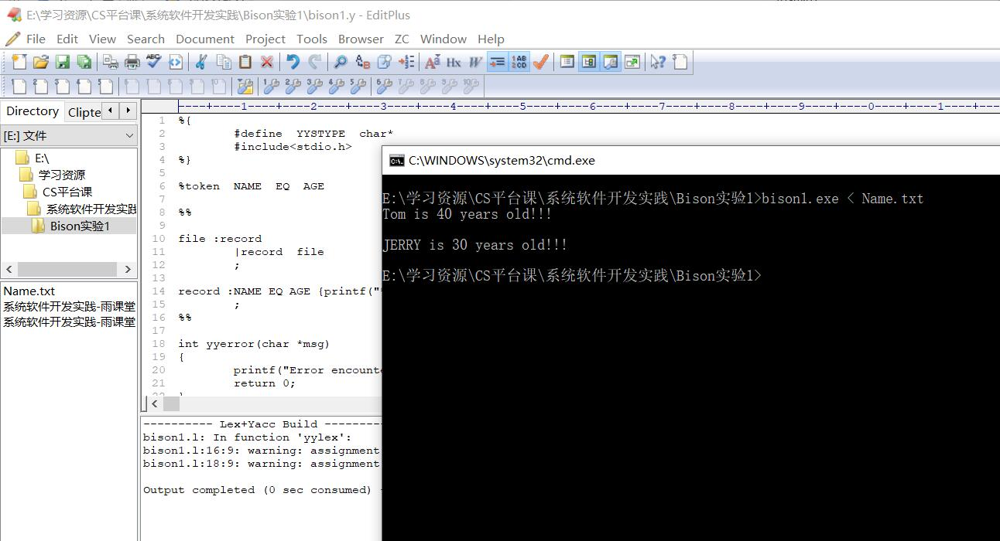 E:\学习资源\CS平台课\系统软件开发实践\Bison实验1\bison1.y - EditPlus
File Edit View Search Document Project Tools Browser ZC Window Help
Directory Clipte
[E:] 文件
E:\
学习资源
CS平台课
系统软件开发实践
Bison实验1
Name.txt
系统软件开发实践-雨课堂
系统软件开发实践-雨课堂
----+----1----+----2----+----3----+----4----+----5----+----6----+----7----+----8----+----9----+----0----+----1----+--
1 %{
2 #define YYSTYPE char*
3 #include<stdio.h>
4 %}
5
6 %token NAME EQ AGE
7
8 %%
9
10 file :record
11 |record file
12 ;
13
14 record :NAME EQ AGE {printf("
15 ;
16 %%
17
18 int yyerror(char *msg)
19 {
20 printf("Error encounte
21 return 0;
22 }
---------- Lex+Yacc Build --------
bison1.l: In function 'yylex':
bison1.l:16:9: warning: assignment
bison1.l:18:9: warning: assignment
Output completed (0 sec consumed)
C:\WINDOWS\system32\cmd.exe
E:\学习资源\CS平台课\系统软件开发实践\Bison实验1>bison1.exe < Name.txt
Tom is 40 years old!!!
JERRY is 30 years old!!!
E:\学习资源\CS平台课\系统软件开发实践\Bison实验1>